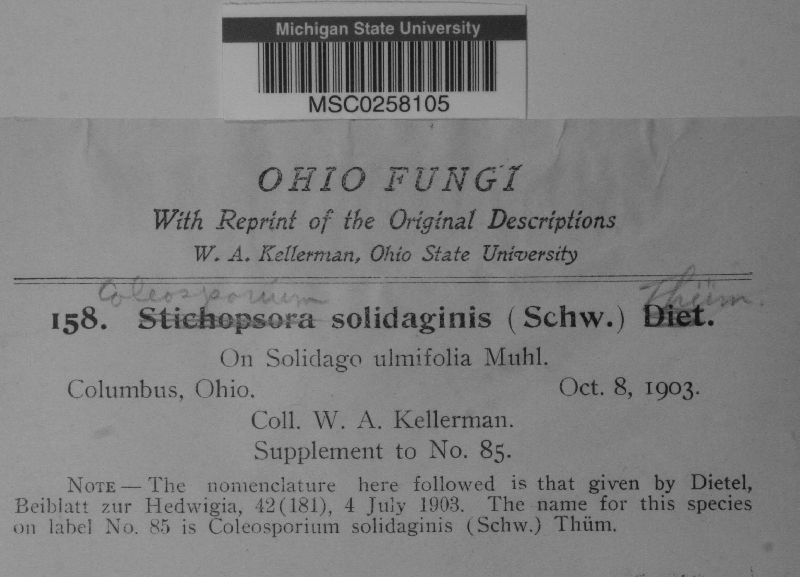 Michigan State University
MSC0258105
OHIO FUNGI
With Reprint of the Original Descriptions
W. A. Kellerman, Ohio State University
Coleosporium Thüm.
158. Stichopsora solidaginis (Schw.) Diet.
On Solidago ulmifolia Muhl.
Columbus, Ohio. Oct. 8, 1903.
Coll. W. A. Kellerman.
Supplement to No. 85.
NOTE — The nomenclature here followed is that given by Dietel,
Beiblatt zur Hedwigia, 42(181), 4 July 1903. The name for this species
on label No. 85 is Coleosporium solidaginis (Schw.) Thüm.